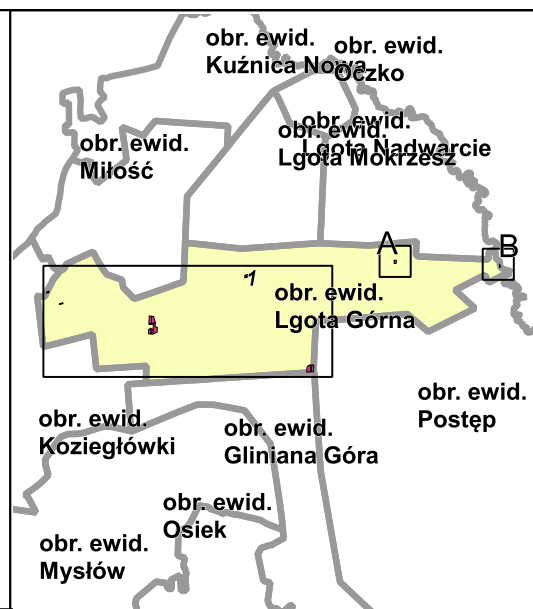 obr. ewid.
Kuźnica Nowa
obr. ewid.
Oczko
obr. ewid.
Lgota Nadwarcie
obr. ewid.
Lgota Mokrzesz
obr. ewid.
Miłość
A
B
1
obr. ewid.
Lgota Górna
obr. ewid.
Postęp
obr. ewid.
Koziegłówki
obr. ewid.
Gliniana Góra
obr. ewid.
Osiek
obr. ewid.
Mysłów